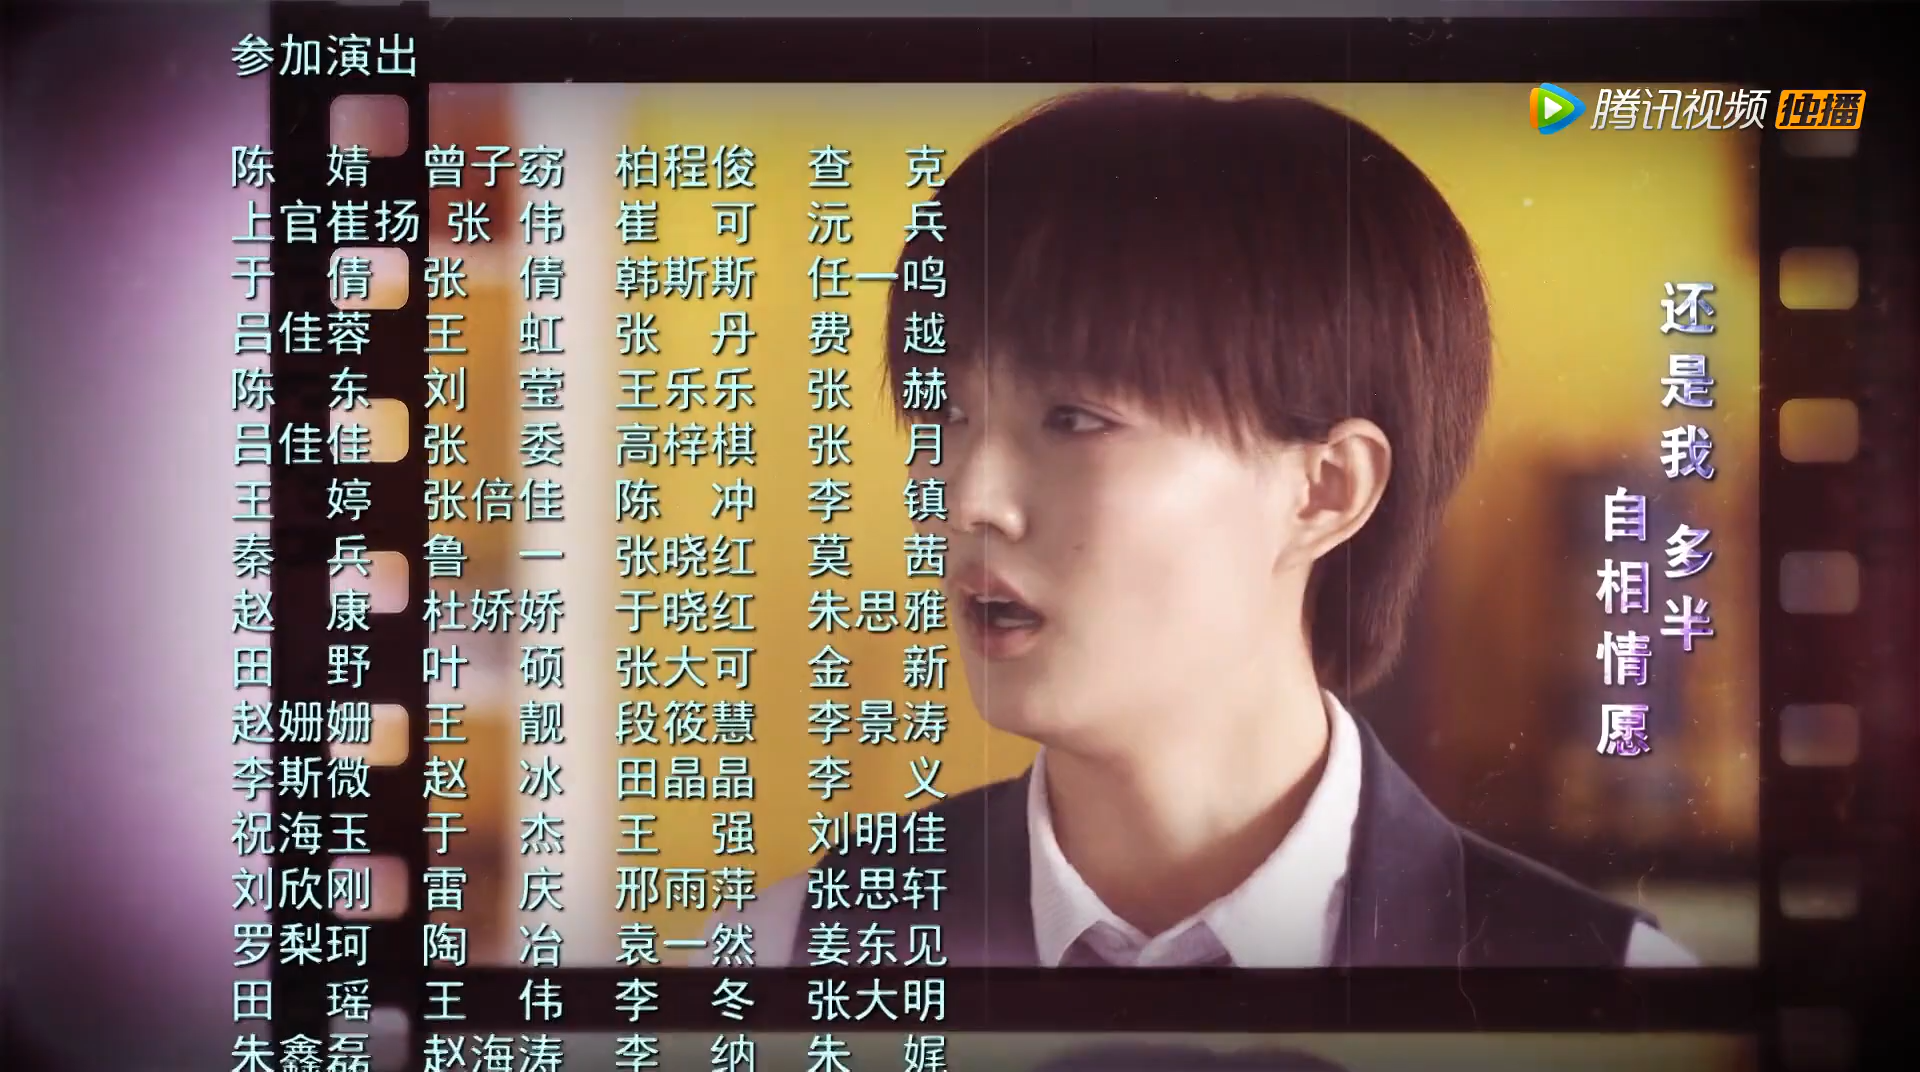 参加演出
腾讯视频 独播
陈 婧 曾子窈 柏程俊 查 克
上官崔扬 张 伟 崔 可 沅 兵
于 倩 张 倩 韩斯斯 任一鸣
吕佳蓉 王 虹 张 丹 费 越
陈 东 刘 莹 王乐乐 张 赫
吕佳佳 张 委 高梓棋 张 月
王 婷 张倍佳 陈 冲 李 镇
秦 兵 鲁 一 张晓红 莫 茜
赵 康 杜娇娇 于晓红 朱思雅
田 野 叶 硕 张大可 金 新
赵姗姗 王 靓 段筱慧 李景涛
李斯微 赵 冰 田晶晶 李 义
祝海玉 于 杰 王 强 刘明佳
刘欣刚 雷 庆 邢雨萍 张思轩
罗梨珂 陶 冶 袁一然 姜东见
田 瑶 王 伟 李 冬 张大明
朱鑫磊 赵海涛 李 纳 朱 娓
还是我 多半
自相情愿